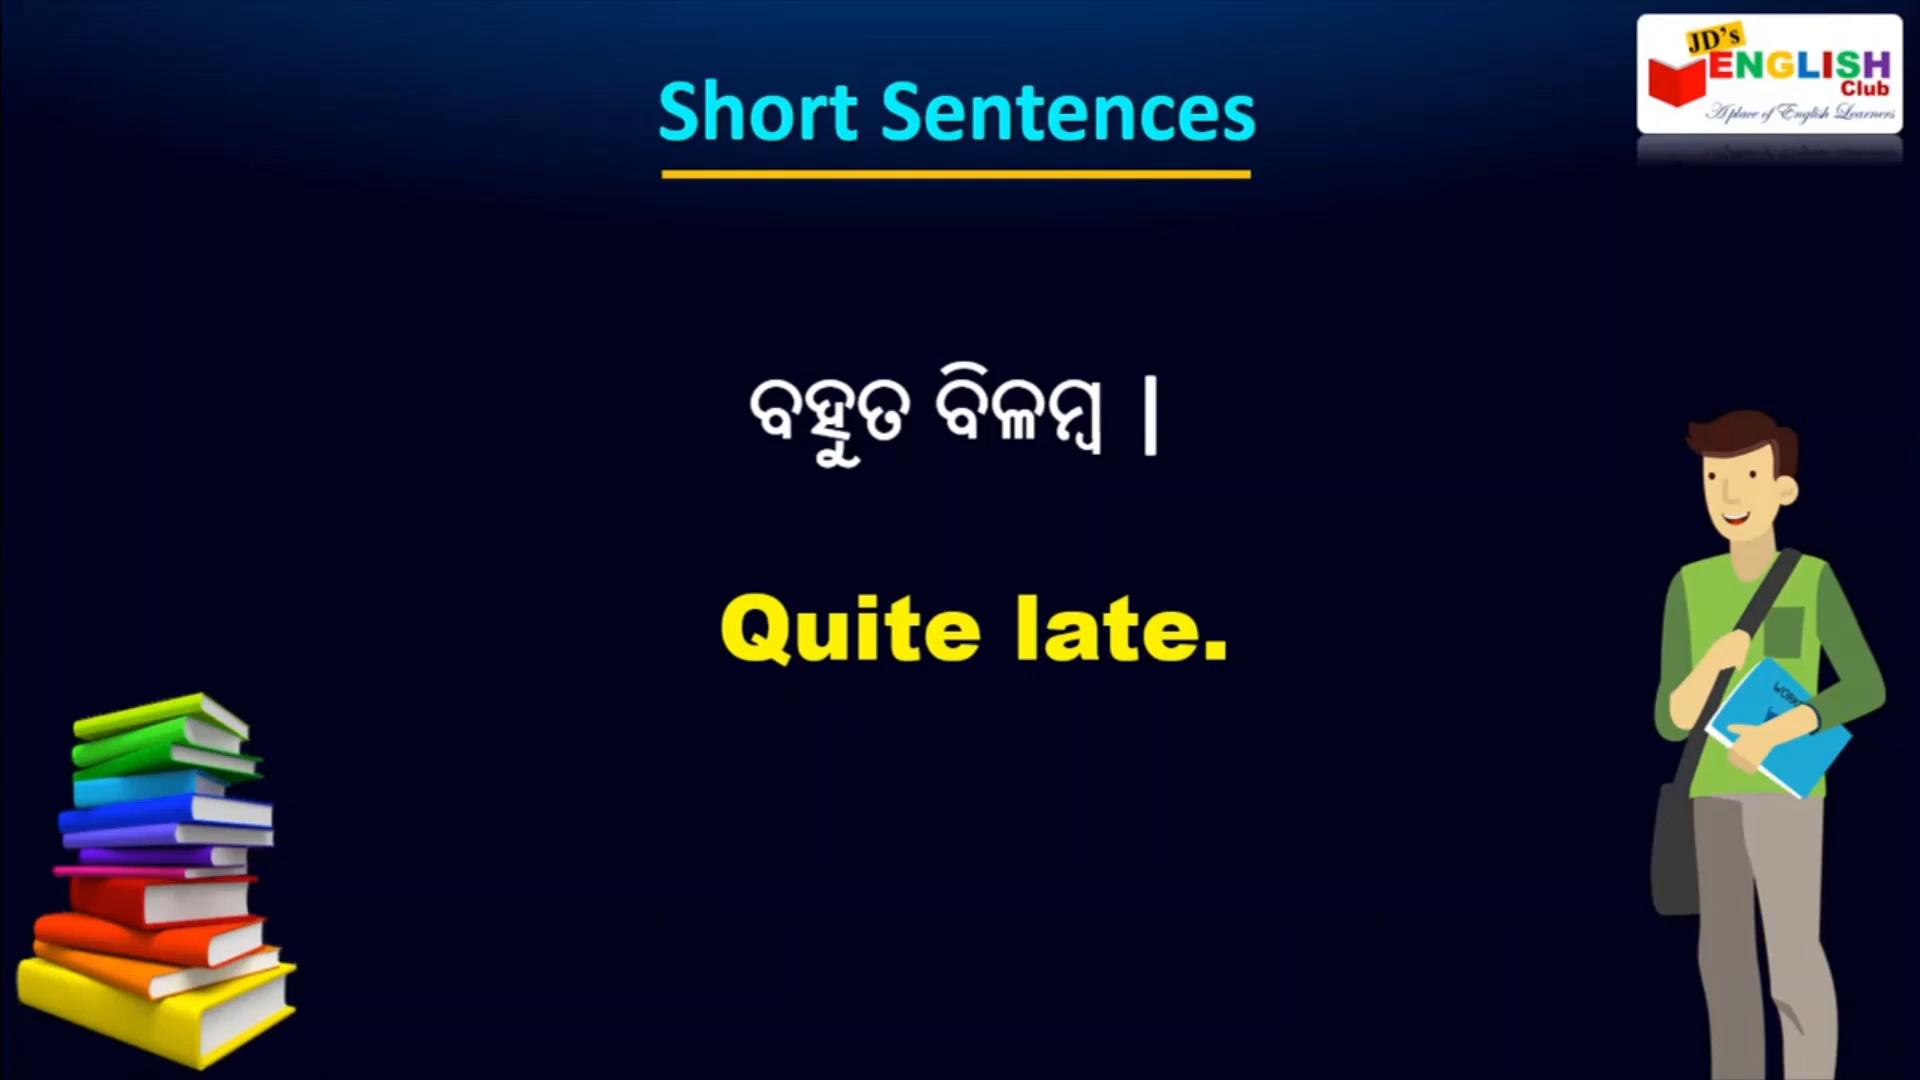 Short Sentences
JD's
ENGLISH
Club
A place of English Learners
ବହୁତ ବିଳମ୍ବ |
Quite late.